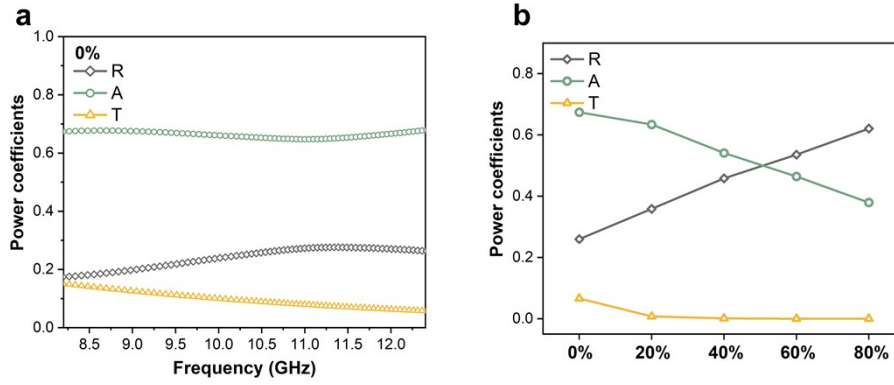 a
1.0
0.8
0.6
0.4
0.2
0.0
Power coefficients
0%
R
A
T
8.5 9.0 9.5 10.0 10.5 11.0 11.5 12.0
Frequency (GHz)
b
0.8
0.6
0.4
0.2
0.0
Power coefficients
R
A
T
0% 20% 40% 60% 80%